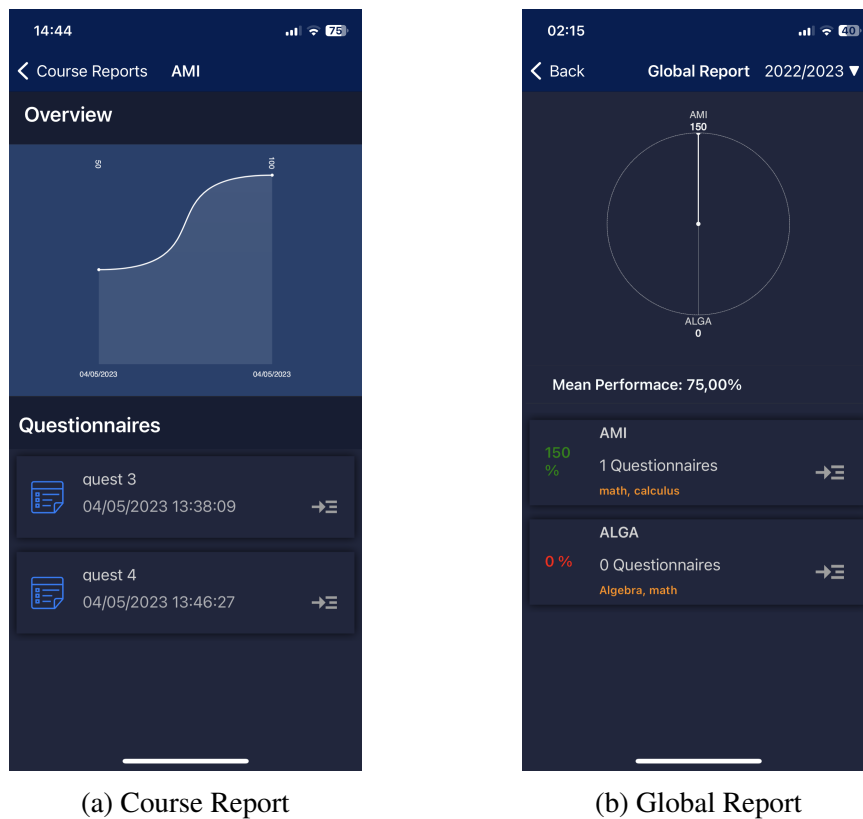 14:44
75
Course Reports AMI
Overview
50
100
04/05/2023
04/05/2023
Questionnaires
quest 3
04/05/2023 13:38:09
quest 4
04/05/2023 13:46:27
(a) Course Report
02:15
40
Back Global Report 2022/2023 ▼
AMI
150
ALGA
0
Mean Performace: 75,00%
AMI
150 %
1 Questionnaires
math, calculus
ALGA
0 %
0 Questionnaires
Algebra, math
(b) Global Report